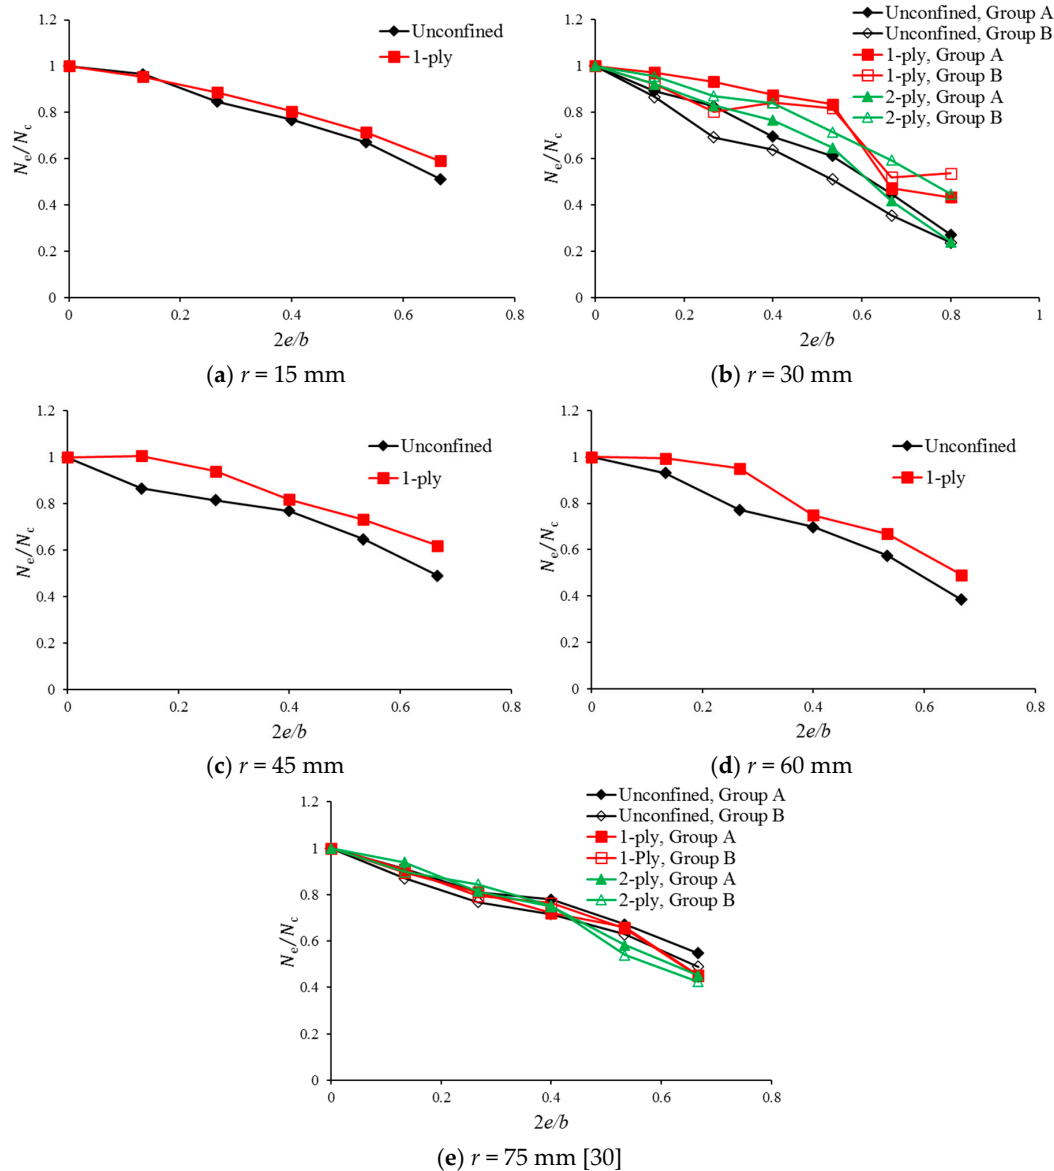 Unconfined
1-ply
1.2
1
0.8
0.6
0.4
0.2
0
Nₑ/N꜀
0 0.2 0.4 0.6 0.8
2e/b
(a) r = 15 mm
Unconfined, Group A
Unconfined, Group B
1-ply, Group A
1-ply, Group B
2-ply, Group A
2-ply, Group B
1.2
1
0.8
0.6
0.4
0.2
0
Nₑ/N꜀
0 0.2 0.4 0.6 0.8 1
2e/b
(b) r = 30 mm
Unconfined
1-ply
1.2
1
0.8
0.6
0.4
0.2
0
Nₑ/N꜀
0 0.2 0.4 0.6 0.8
2e/b
(c) r = 45 mm
Unconfined
1-ply
1.2
1
0.8
0.6
0.4
0.2
0
Nₑ/N꜀
0 0.2 0.4 0.6 0.8
2e/b
(d) r = 60 mm
Unconfined, Group A
Unconfined, Group B
1-ply, Group A
1-Ply, Group B
2-ply, Group A
2-ply, Group B
1.2
1
0.8
0.6
0.4
0.2
0
Nₑ/N꜀
0 0.2 0.4 0.6 0.8
2e/b
(e) r = 75 mm [30]